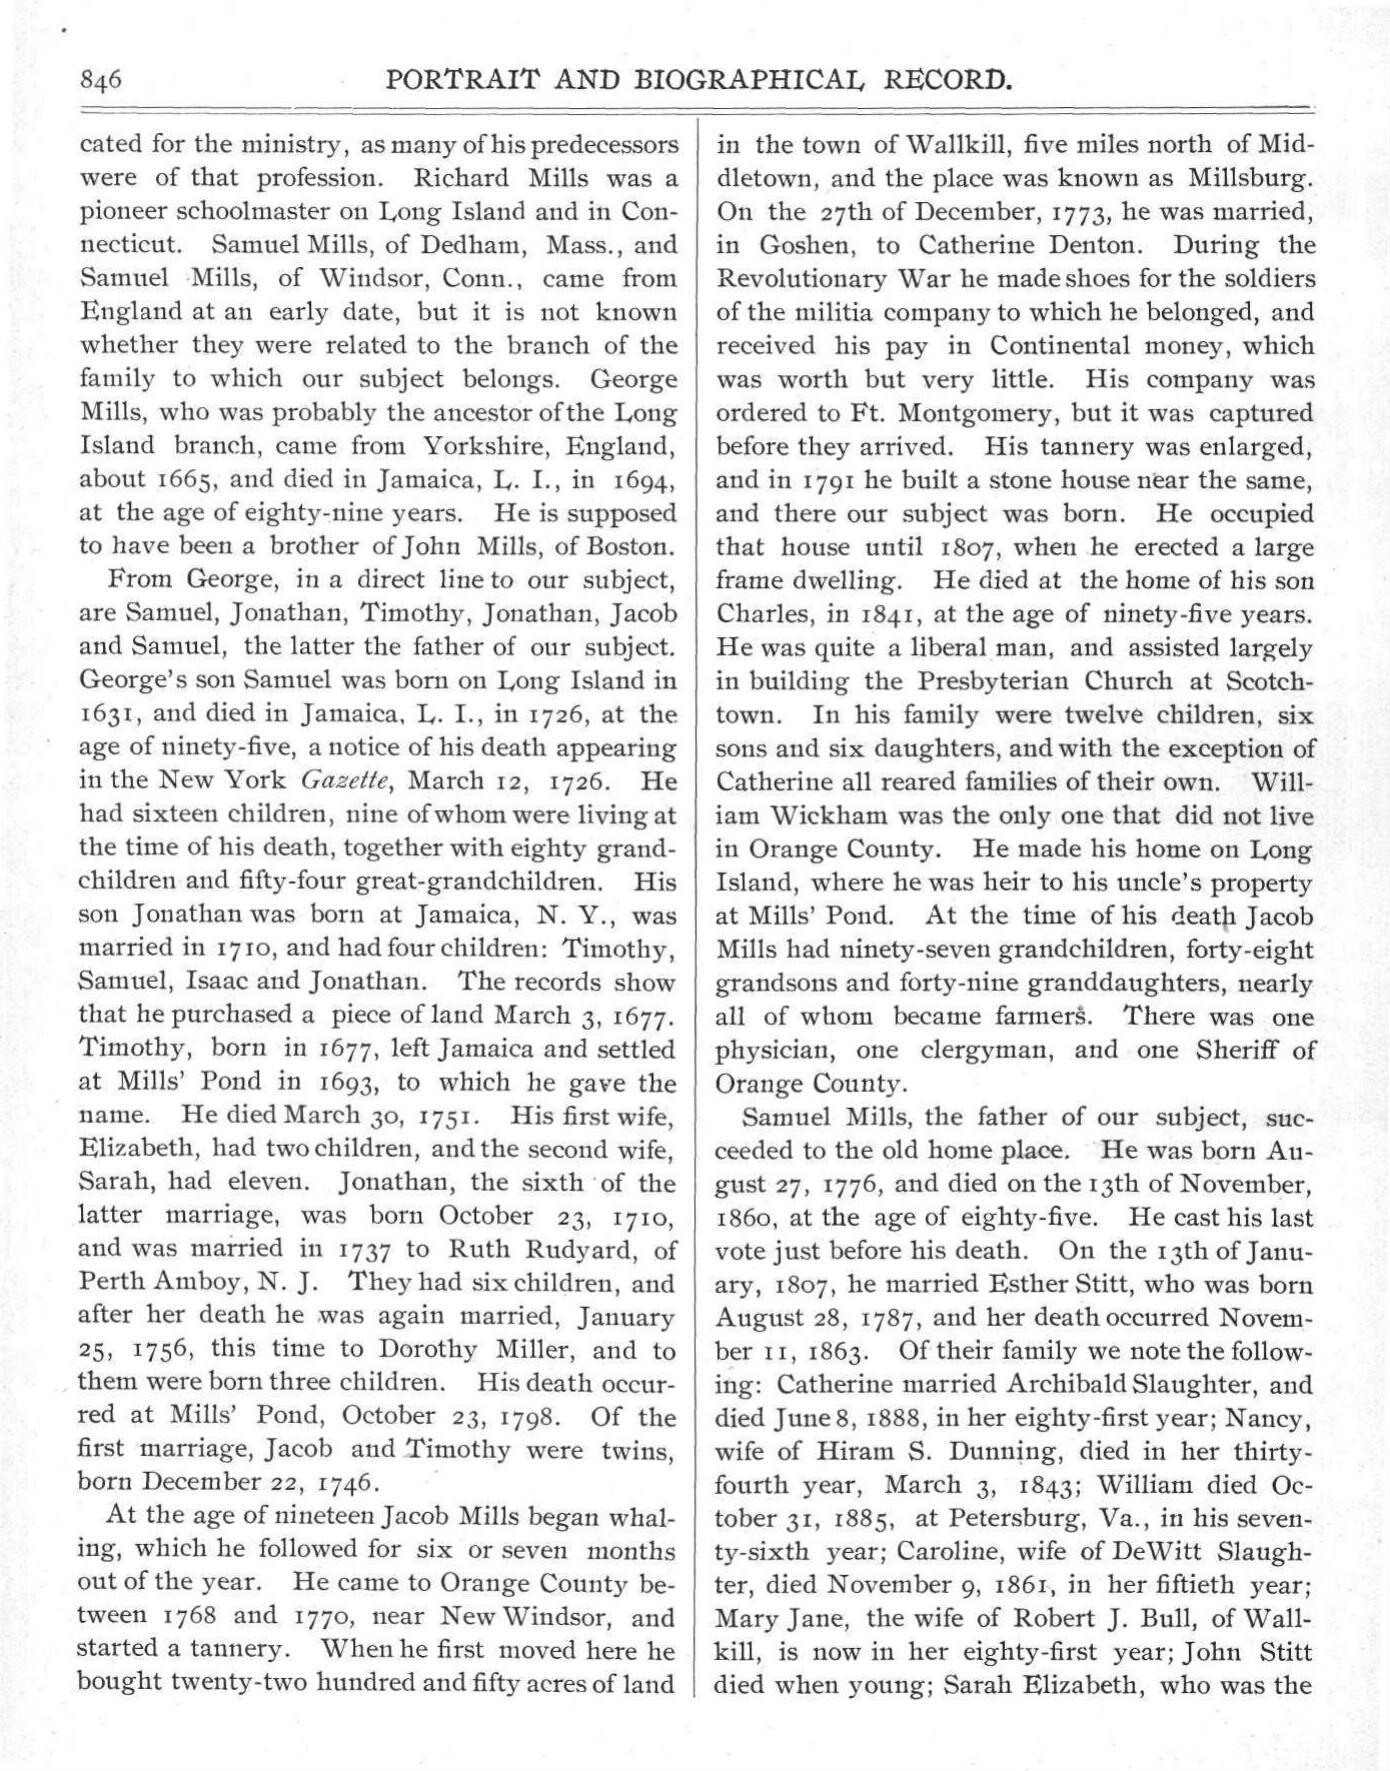 846
PORTRAIT AND BIOGRAPHICAL RECORD.
cated for the ministry, as many of his predecessors
were of that profession. Richard Mills was a
pioneer schoolmaster on Long Island and in Con-
necticut. Samuel Mills, of Dedham, Mass., and
Samuel Mills, of Windsor, Conn., came from
England at an early date, but it is not known
whether they were related to the branch of the
family to which our subject belongs. George
Mills, who was probably the ancestor of the Long
Island branch, came from Yorkshire, England,
about 1665, and died in Jamaica, L. I., in 1694,
at the age of eighty-nine years. He is supposed
to have been a brother of John Mills, of Boston.
From George, in a direct line to our subject,
are Samuel, Jonathan, Timothy, Jonathan, Jacob
and Samuel, the latter the father of our subject.
George's son Samuel was born on Long Island in
1631, and died in Jamaica, L. I., in 1726, at the
age of ninety-five, a notice of his death appearing
in the New York Gazette, March 12, 1726. He
had sixteen children, nine of whom were living at
the time of his death, together with eighty grand-
children and fifty-four great-grandchildren. His
son Jonathan was born at Jamaica, N. Y., was
married in 1710, and had four children: Timothy,
Samuel, Isaac and Jonathan. The records show
that he purchased a piece of land March 3, 1677.
Timothy, born in 1677, left Jamaica and settled
at Mills' Pond in 1693, to which he gave the
name. He died March 30, 1751. His first wife,
Elizabeth, had two children, and the second wife,
Sarah, had eleven. Jonathan, the sixth of the
latter marriage, was born October 23, 1710,
and was married in 1737 to Ruth Rudyard, of
Perth Amboy, N. J. They had six children, and
after her death he was again married, January
25, 1756, this time to Dorothy Miller, and to
them were born three children. His death occur-
red at Mills' Pond, October 23, 1798. Of the
first marriage, Jacob and Timothy were twins,
born December 22, 1746.
At the age of nineteen Jacob Mills began whal-
ing, which he followed for six or seven months
out of the year. He came to Orange County be-
tween 1768 and 1770, near New Windsor, and
started a tannery. When he first moved here he
bought twenty-two hundred and fifty acres of land
in the town of Wallkill, five miles north of Mid-
dletown, and the place was known as Millsburg.
On the 27th of December, 1773, he was married,
in Goshen, to Catherine Denton. During the
Revolutionary War he made shoes for the soldiers
of the militia company to which he belonged, and
received his pay in Continental money, which
was worth but very little. His company was
ordered to Ft. Montgomery, but it was captured
before they arrived. His tannery was enlarged,
and in 1791 he built a stone house near the same,
and there our subject was born. He occupied
that house until 1807, when he erected a large
frame dwelling. He died at the home of his son
Charles, in 1841, at the age of ninety-five years.
He was quite a liberal man, and assisted largely
in building the Presbyterian Church at Scotch-
town. In his family were twelve children, six
sons and six daughters, and with the exception of
Catherine all reared families of their own. Will-
iam Wickham was the only one that did not live
in Orange County. He made his home on Long
Island, where he was heir to his uncle's property
at Mills' Pond. At the time of his death Jacob
Mills had ninety-seven grandchildren, forty-eight
grandsons and forty-nine granddaughters, nearly
all of whom became farmers. There was one
physician, one clergyman, and one Sheriff of
Orange County.
Samuel Mills, the father of our subject, suc-
ceeded to the old home place. He was born Au-
gust 27, 1776, and died on the 13th of November,
1860, at the age of eighty-five. He cast his last
vote just before his death. On the 13th of Janu-
ary, 1807, he married Esther Stitt, who was born
August 28, 1787, and her death occurred Novem-
ber 11, 1863. Of their family we note the follow-
ing: Catherine married Archibald Slaughter, and
died June 8, 1888, in her eighty-first year; Nancy,
wife of Hiram S. Dunning, died in her thirty-
fourth year, March 3, 1843; William died Oc-
tober 31, 1885, at Petersburg, Va., in his seven-
ty-sixth year; Caroline, wife of DeWitt Slaugh-
ter, died November 9, 1861, in her fiftieth year;
Mary Jane, the wife of Robert J. Bull, of Wall-
kill, is now in her eighty-first year; John Stitt
died when young; Sarah Elizabeth, who was the